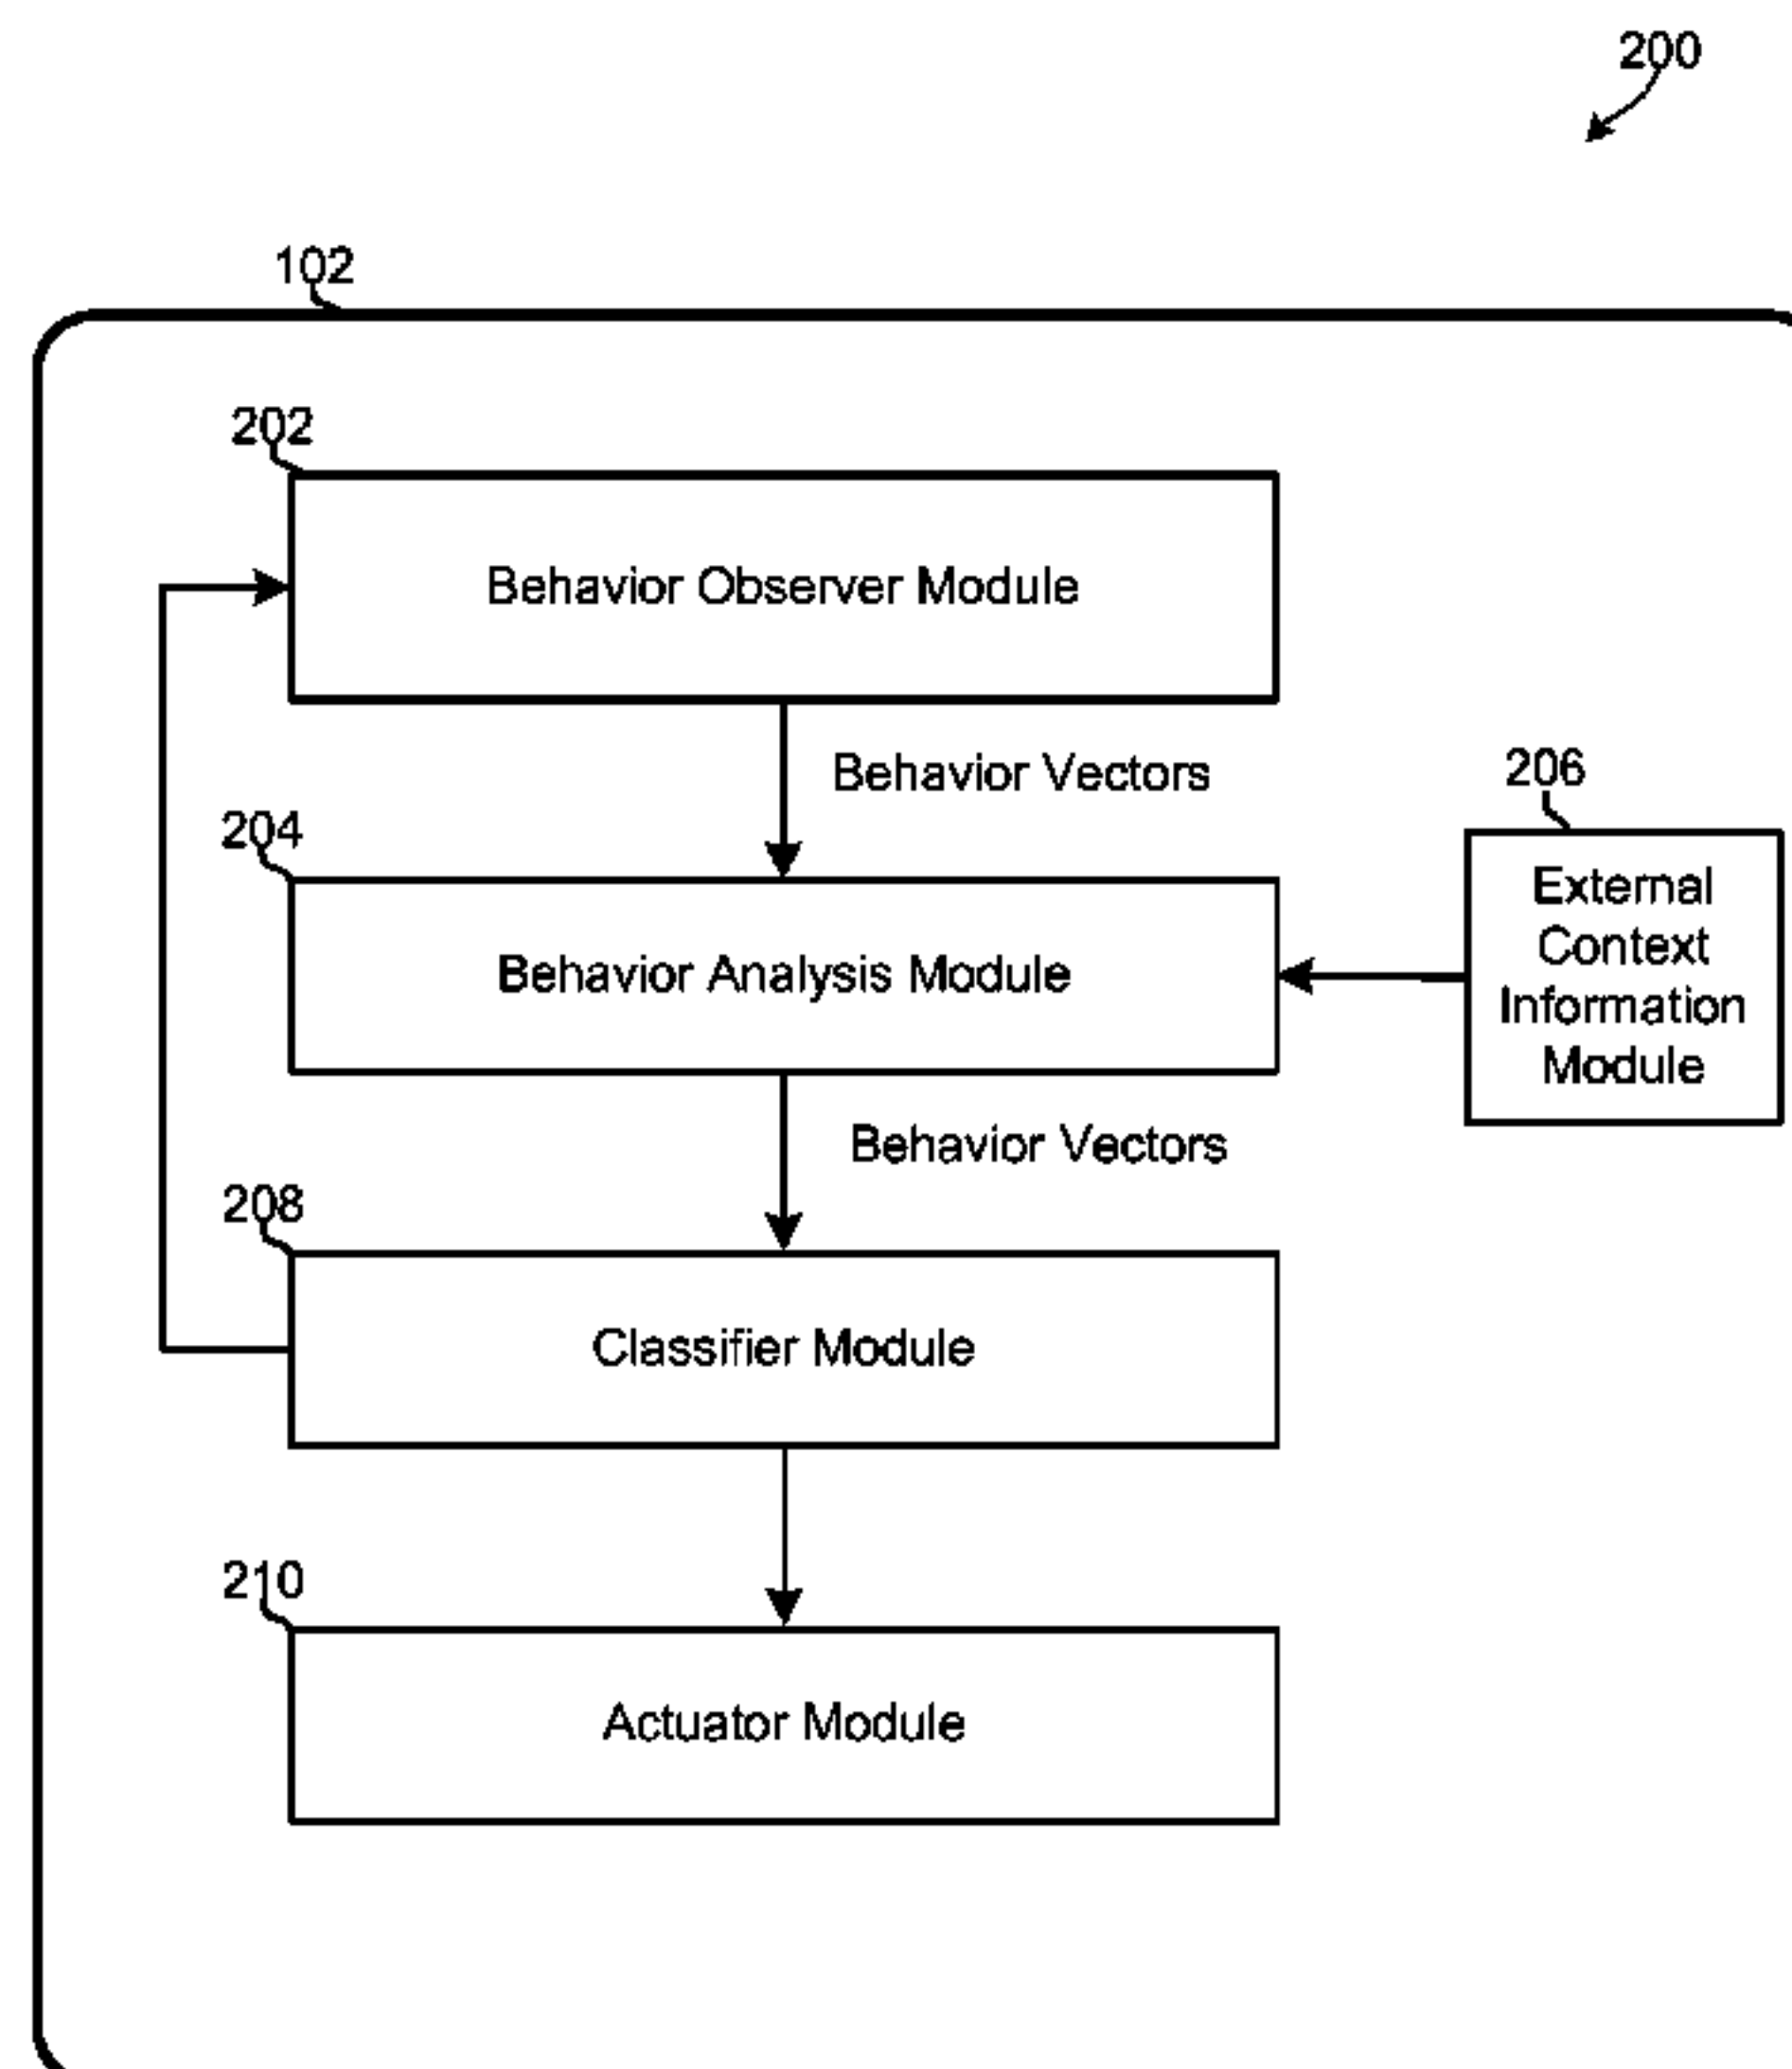 200
102
202
Behavior Observer Module
Behavior Vectors
206
204
External
Context
Information
Module
Behavior Analysis Module
Behavior Vectors
208
Classifier Module
210
Actuator Module